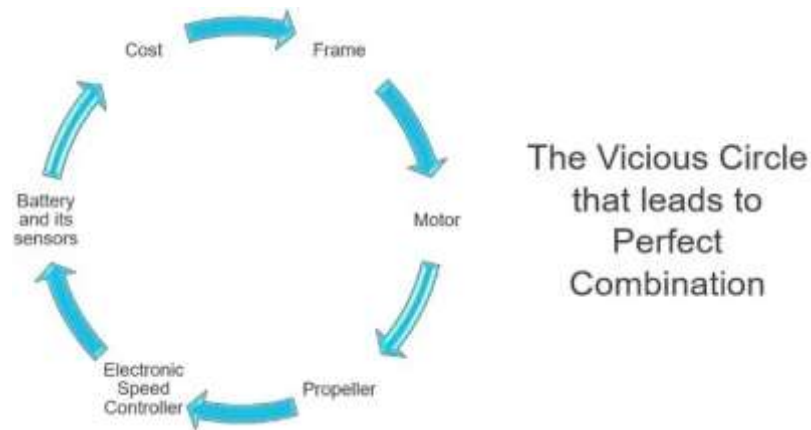 Cost
Frame
Motor
Propeller
Electronic
Speed
Controller
Battery
and its
sensors
The Vicious Circle
that leads to
Perfect
Combination